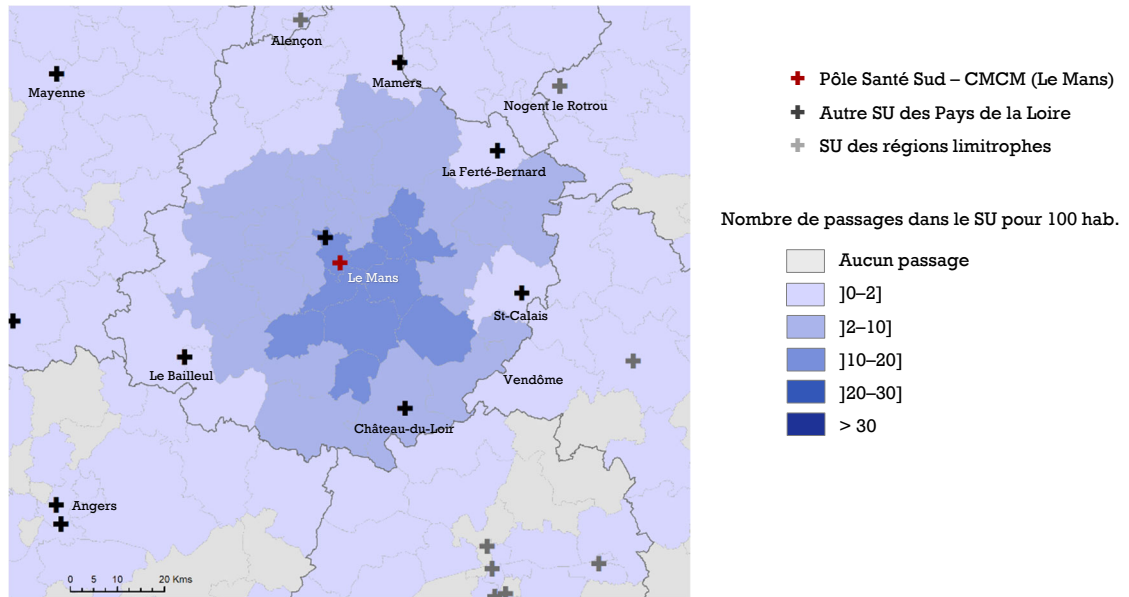 Alençon
Mayenne
Mamers
Nogent le Rotrou
La Ferté-Bernard
Le Mans
St-Calais
Le Bailleul
Vendôme
Château-du-Loir
Angers
0 5 10 20 Kms
Pôle Santé Sud – CMCM (Le Mans)
Autre SU des Pays de la Loire
SU des régions limitrophes
Nombre de passages dans le SU pour 100 hab.
Aucun passage
]0–2]
]2–10]
]10–20]
]20–30]
> 30